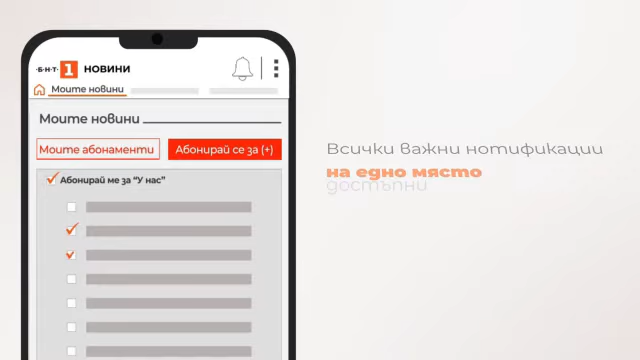 ·Б·Н·Т· 1 НОВИНИ
Моите новини
Моите новини
Моите абонаменти
Абонирай се за (+)
Абонирай ме за "У нас"
Всички важни нотификации
на едно място
достъпни